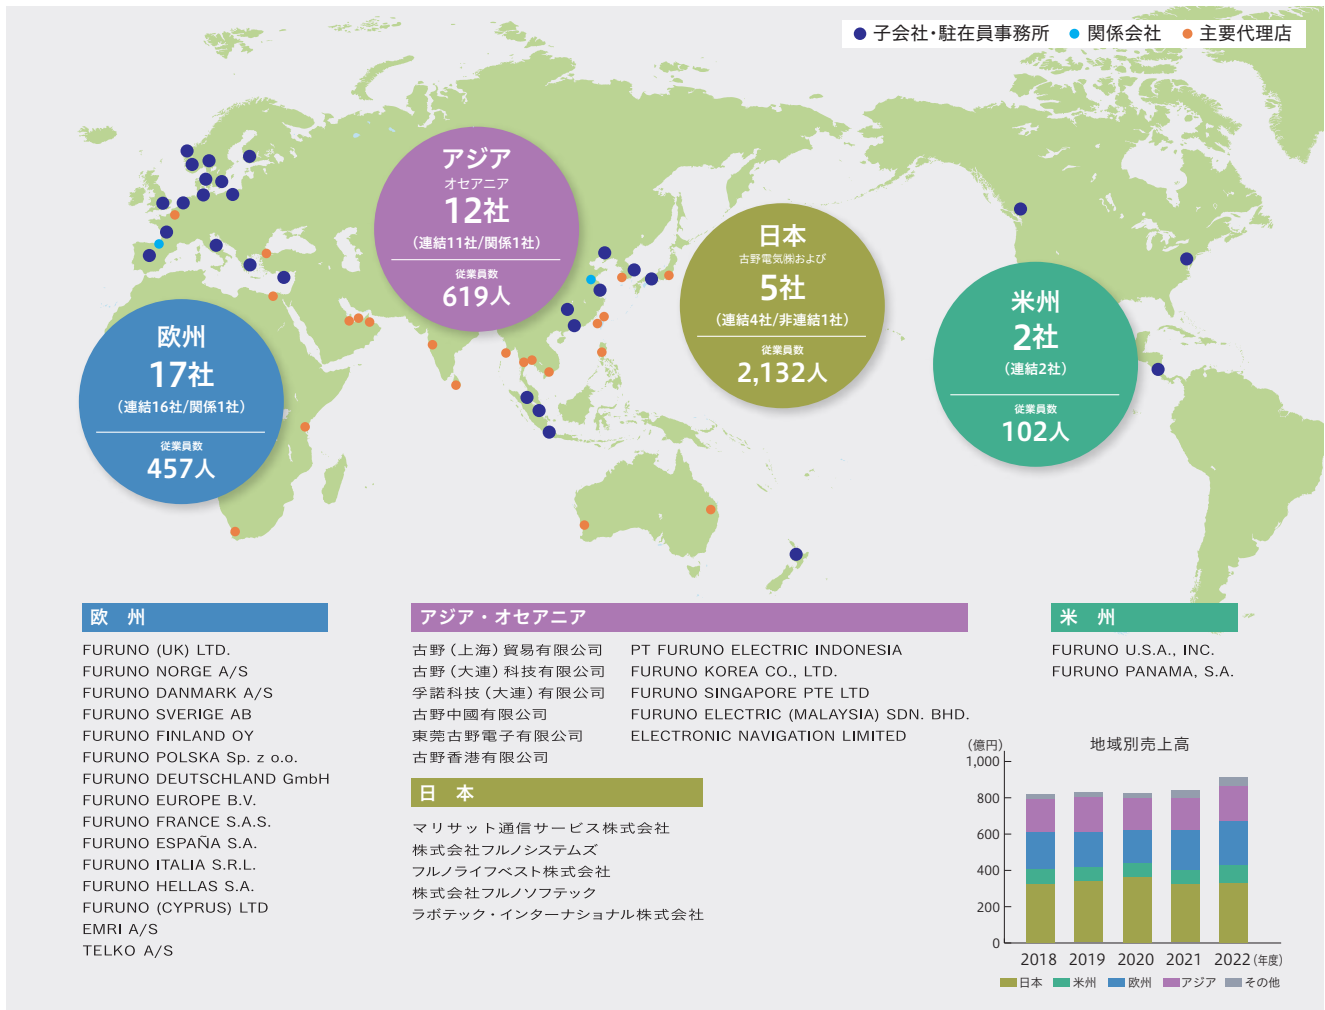 子会社・駐在員事務所 関係会社 主要代理店
アジア
オセアニア
12社
（連結11社/関係1社）
従業員数
619人
日本
古野電気㈱および
5社
（連結4社/非連結1社）
従業員数
2,132人
米州
2社
（連結2社）
従業員数
102人
欧州
17社
（連結16社/関係1社）
従業員数
457人
欧 州
FURUNO (UK) LTD.
FURUNO NORGE A/S
FURUNO DANMARK A/S
FURUNO SVERIGE AB
FURUNO FINLAND OY
FURUNO POLSKA Sp. z o.o.
FURUNO DEUTSCHLAND GmbH
FURUNO EUROPE B.V.
FURUNO FRANCE S.A.S.
FURUNO ESPAÑA S.A.
FURUNO ITALIA S.R.L.
FURUNO HELLAS S.A.
FURUNO (CYPRUS) LTD
EMRI A/S
TELKO A/S
アジア・オセアニア
古野（上海）貿易有限公司
古野（大連）科技有限公司
孚諾科技（大連）有限公司
古野中國有限公司
東莞古野電子有限公司
古野香港有限公司
PT FURUNO ELECTRIC INDONESIA
FURUNO KOREA CO., LTD.
FURUNO SINGAPORE PTE LTD
FURUNO ELECTRIC (MALAYSIA) SDN. BHD.
ELECTRONIC NAVIGATION LIMITED
日 本
マリサット通信サービス株式会社
株式会社フルノシステムズ
フルノライフベスト株式会社
株式会社フルノソフテック
ラボテック・インターナショナル株式会社
米 州
FURUNO U.S.A., INC.
FURUNO PANAMA, S.A.
地域別売上高
（億円）
1,000
800
600
400
200
0
2018 2019 2020 2021 2022（年度）
日本 米州 欧州 アジア その他